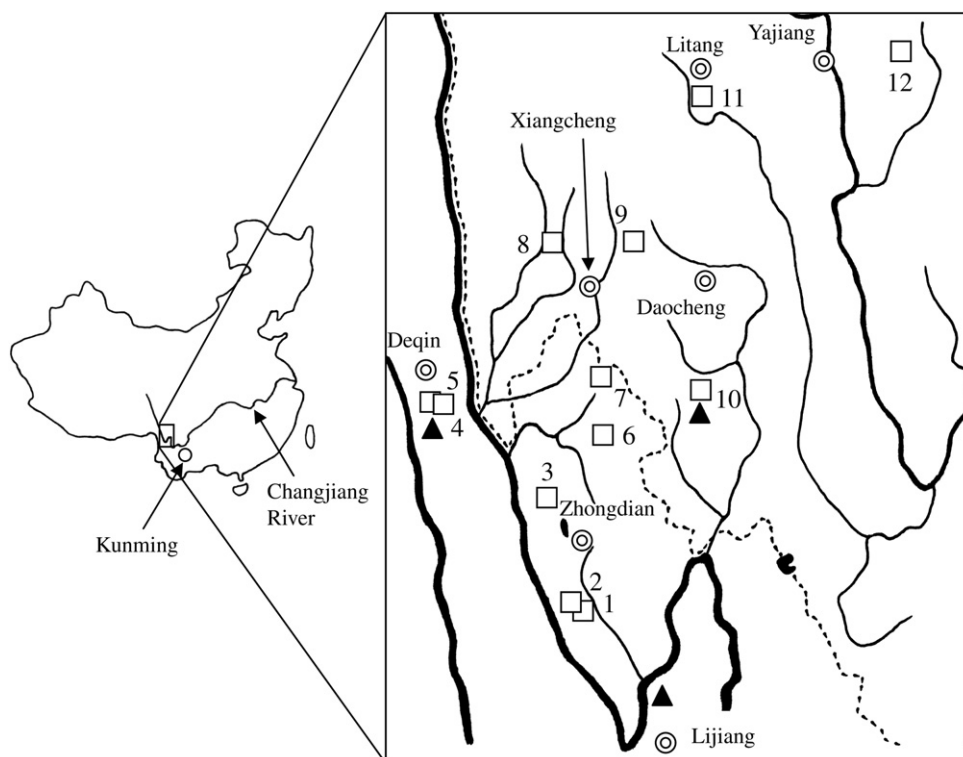 Yajiang
Litang
12
11
Xiangcheng
9
8
Daocheng
Deqin
5
4
7
10
6
3
Zhongdian
Changjiang
River
Kunming
2
1
Lijiang